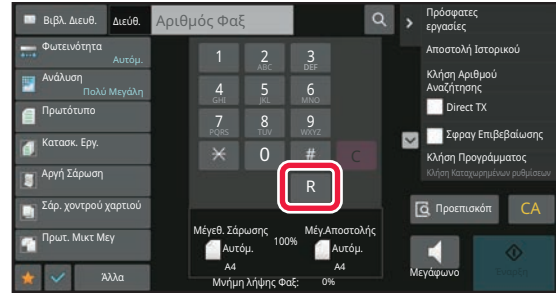 Βιβλ. Διευθ.
Διεύθ.
Αριθμός Φαξ
Φωτεινότητα
Αυτόμ.
Ανάλυση
Πολύ Μεγάλη
Πρωτότυπο
Κατασκ. Εργ.
Αργή Σάρωση
Σάρ. χοντρού χαρτιού
Πρωτ. Μικτ Μεγ
Άλλα
1
2
ABC
3
DEF
4
GHI
5
JKL
6
MNO
7
PQRS
8
TUV
9
WXYZ
0
#
C
R
Μέγεθ. Σάρωσης
Αυτόμ.
A4
100%
Μέγ.Αποστολής
Αυτόμ.
A4
Μνήμη λήψης Φαξ: 0%
Πρόσφατες
εργασίες
Αποστολή Ιστορικού
Κλήση Αριθμού
Αναζήτησης
Direct TX
Σφραγ Επιβεβαίωσης
Κλήση Προγράμματος
Κλήση Καταχωρημένων ρυθμίσεων
Προεπισκόπ
CA
Μεγάφωνο